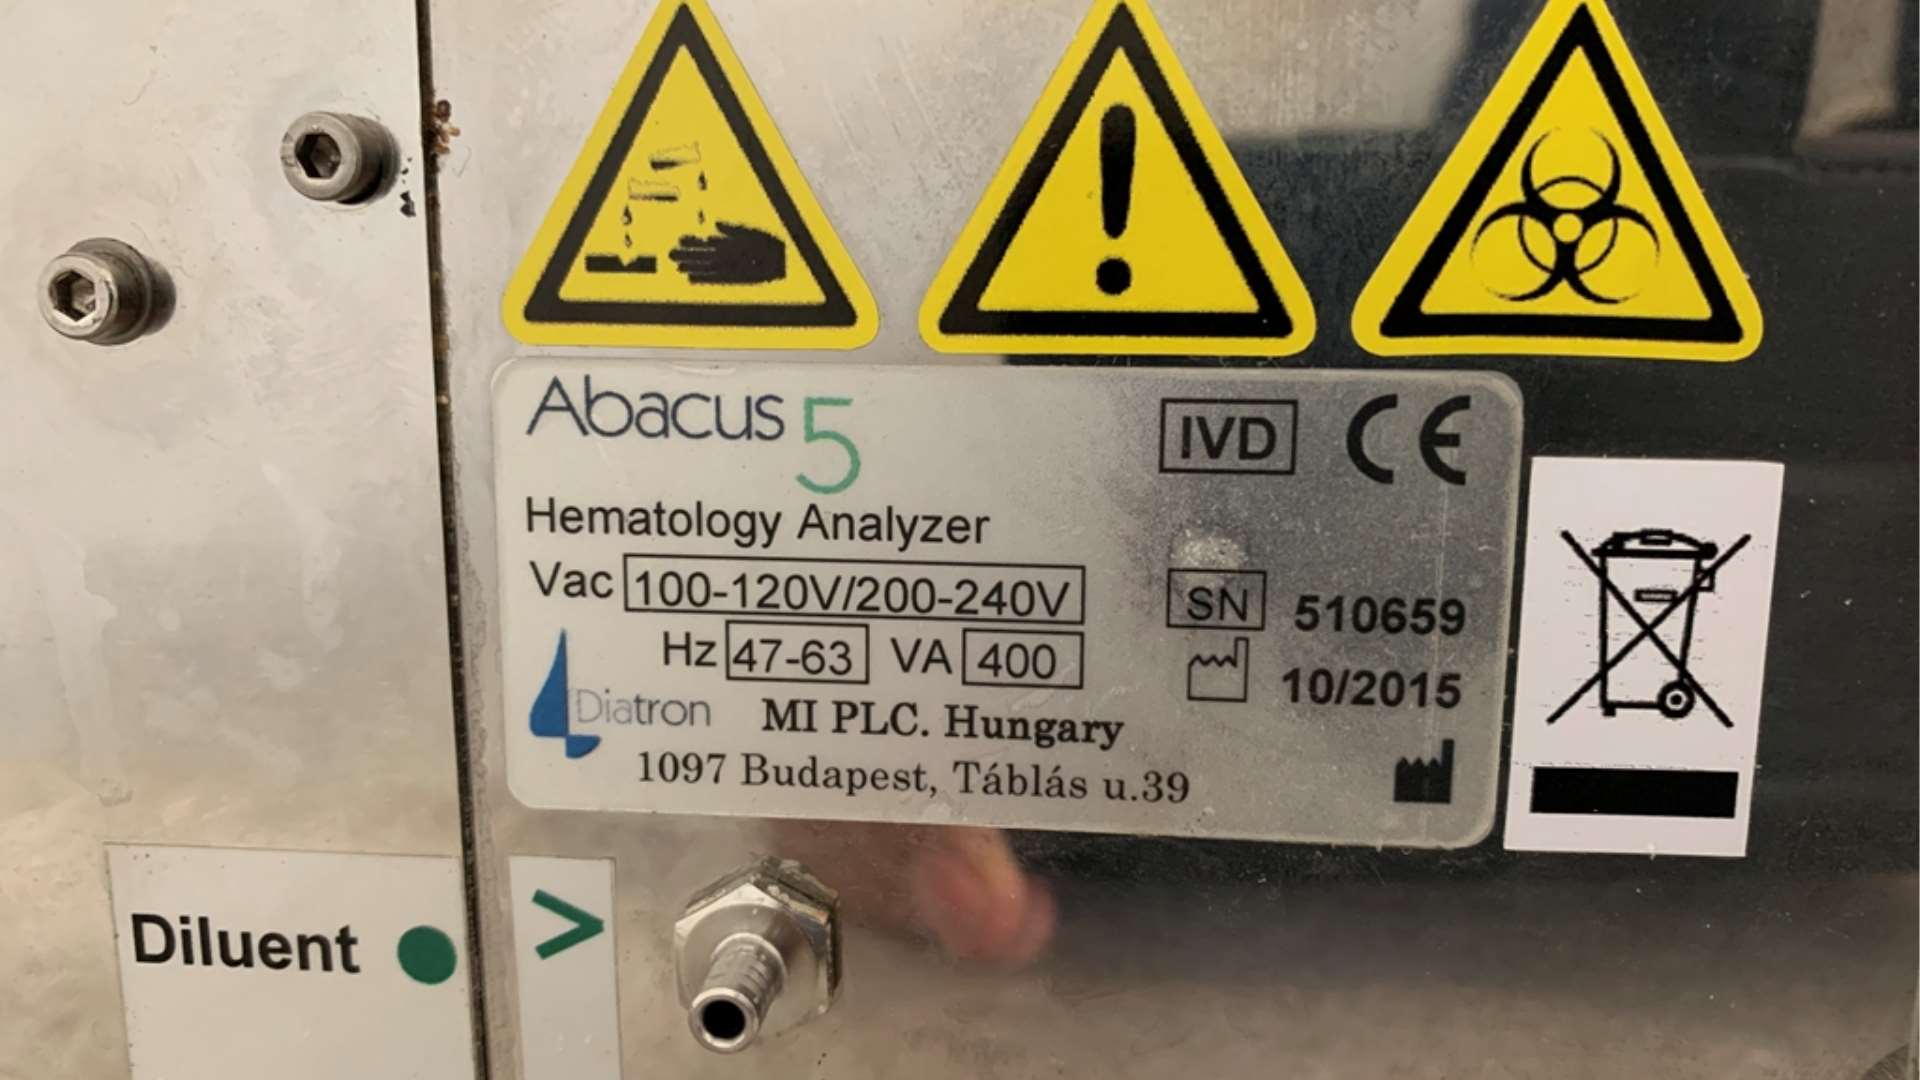 Abacus 5
IVD CE
Hematology Analyzer
Vac 100-120V/200-240V
SN 510659
Hz 47-63 VA 400
10/2015
Diatron MI PLC. Hungary
1097 Budapest, Táblás u.39
Diluent >